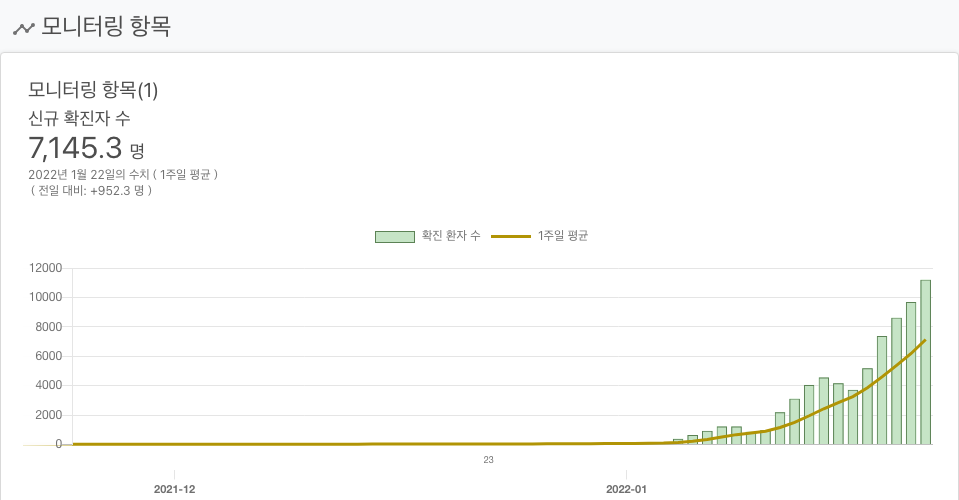 모니터링 항목
모니터링 항목(1)
신규 확진자 수
7,145.3 명
2022년 1월 22일의 수치 ( 1주일 평균 )
( 전일 대비: +952.3 명 )
확진 환자 수 1주일 평균
12000
10000
8000
6000
4000
2000
0
23
2021-12 2022-01